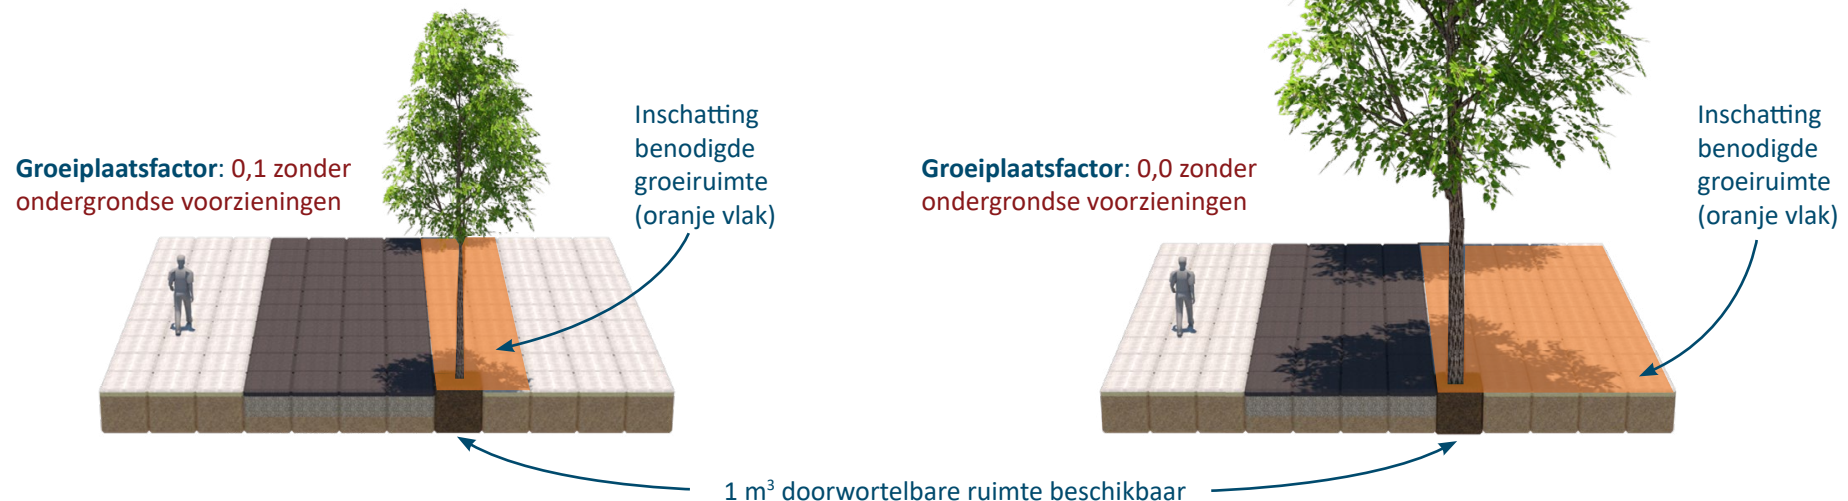 Inschatting
benodigde
groeiruimte
(oranje vlak)
Groeiplaatsfactor: 0,1 zonder
ondergrondse voorzieningen
Inschatting
benodigde
groeiruimte
(oranje vlak)
Groeiplaatsfactor: 0,0 zonder
ondergrondse voorzieningen
1 m³ doorwortelbare ruimte beschikbaar